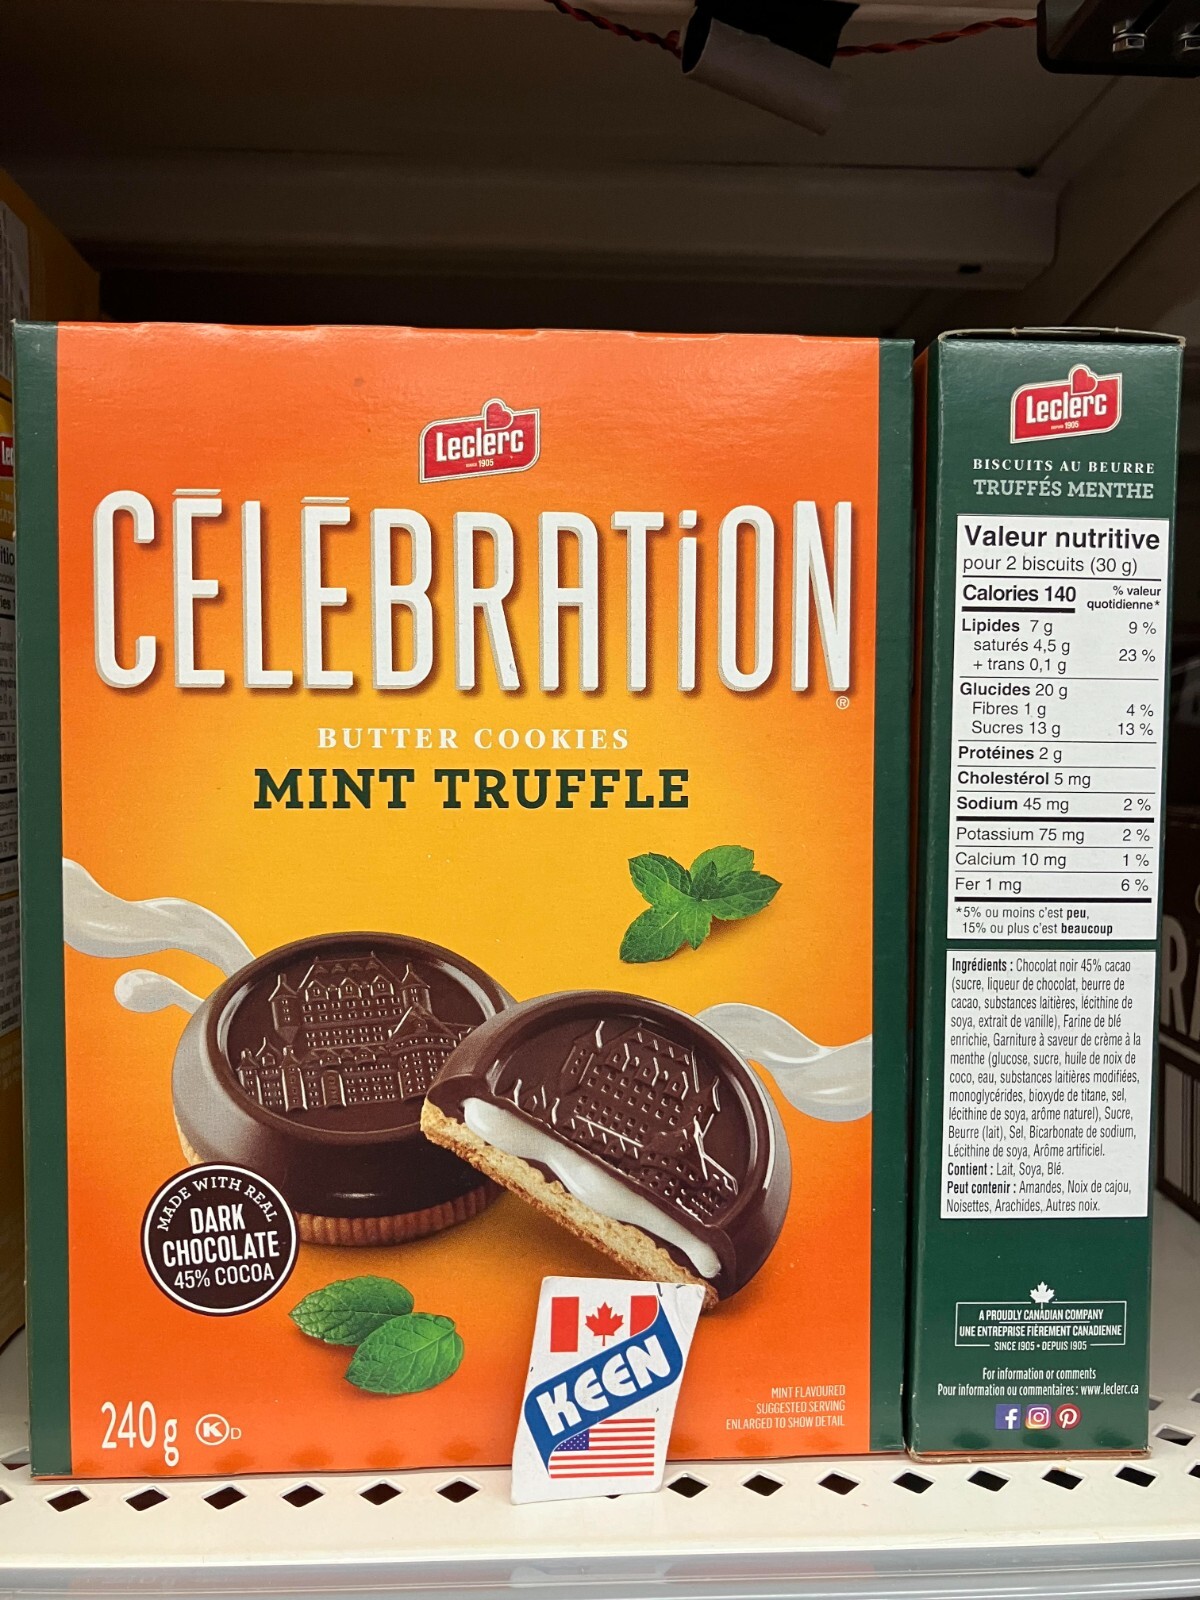 Leclerc
SINCE 1905
CĒLĒBRATiON
®
BUTTER COOKIES
MINT TRUFFLE
MADE WITH REAL
DARK
CHOCOLATE
45% COCOA
240 g
K D
KEEN
MINT FLAVOURED
SUGGESTED SERVING
ENLARGED TO SHOW DETAIL
Leclerc
DEPUIS 1905
BISCUITS AU BEURRE
TRUFFÉS MENTHE
Valeur nutritive
pour 2 biscuits (30 g)
Calories 140 % valeur
quotidienne*
Lipides 7 g 9 %
saturés 4,5 g
+ trans 0,1 g 23 %
Glucides 20 g
Fibres 1 g 4 %
Sucres 13 g 13 %
Protéines 2 g
Cholestérol 5 mg
Sodium 45 mg 2 %
Potassium 75 mg 2 %
Calcium 10 mg 1 %
Fer 1 mg 6 %
*5% ou moins c'est peu,
15% ou plus c'est beaucoup
Ingrédients : Chocolat noir 45% cacao
(sucre, liqueur de chocolat, beurre de
cacao, substances laitières, lécithine de
soya, extrait de vanille), Farine de blé
enrichie, Garniture à saveur de crème à la
menthe (glucose, sucre, huile de noix de
coco, eau, substances laitières modifiées,
monoglycérides, bioxyde de titane, sel,
lécithine de soya, arôme naturel), Sucre,
Beurre (lait), Sel, Bicarbonate de sodium,
Lécithine de soya, Arôme artificiel.
Contient : Lait, Soya, Blé.
Peut contenir : Amandes, Noix de cajou,
Noisettes, Arachides, Autres noix.
A PROUDLY CANADIAN COMPANY
UNE ENTREPRISE FIÈREMENT CANADIENNE
SINCE 1905 • DEPUIS 1905
For information or comments
Pour information ou commentaires : www.leclerc.ca